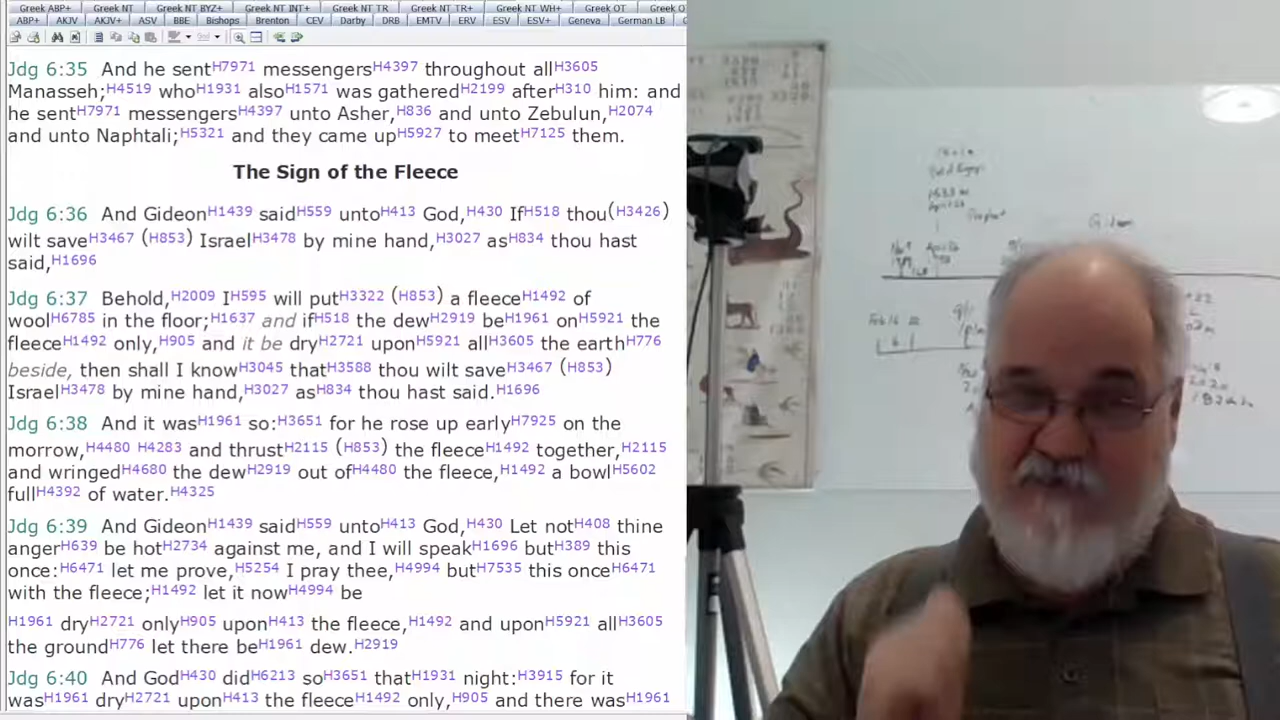 Greek ABP+ Greek NT Greek NT BYZ+ Greek NT INT+ Greek NT TR Greek NT TR+ Greek NT WH+ Greek OT Greek O
ABP+ AKJV AKJV+ ASV BBE Bishops Brenton CEV Darby DRB EMTV ERV ESV ESV+ Geneva German LB G
Jdg 6:35 And he sentH7971 messengersH4397 throughout allH3605
Manasseh;H4519 whoH1931 alsoH1571 was gatheredH2199 afterH310 him: and
he sentH7971 messengersH4397 unto Asher,H836 and unto Zebulun,H2074
and unto Naphtali;H5321 and they came upH5927 to meetH7125 them.
The Sign of the Fleece
Jdg 6:36 And GideonH1439 saidH559 untoH413 God,H430 IfH518 thou(H3426)
wilt saveH3467 (H853) IsraelH3478 by mine hand,H3027 asH834 thou hast
said,H1696
Jdg 6:37 Behold,H2009 IH595 will putH3322 (H853) a fleeceH1492 of
woolH6785 in the floor;H1637 and ifH518 the dewH2919 beH1961 onH5921 the
fleeceH1492 only,H905 and it be dryH2721 uponH5921 allH3605 the earthH776
beside, then shall I knowH3045 thatH3588 thou wilt saveH3467 (H853)
IsraelH3478 by mine hand,H3027 asH834 thou hast said.H1696
Jdg 6:38 And it wasH1961 so:H3651 for he rose up earlyH7925 on the
morrow,H4480 H4283 and thrustH2115 (H853) the fleeceH1492 together,H2115
and wringedH4680 the dewH2919 out ofH4480 the fleece,H1492 a bowlH5602
fullH4392 of water.H4325
Jdg 6:39 And GideonH1439 saidH559 untoH413 God,H430 Let notH408 thine
angerH639 be hotH2734 against me, and I will speakH1696 butH389 this
once:H6471 let me prove,H5254 I pray thee,H4994 butH7535 this onceH6471
with the fleece;H1492 let it nowH4994 be
H1961 dryH2721 onlyH905 uponH413 the fleece,H1492 and uponH5921 allH3605
the groundH776 let there beH1961 dew.H2919
Jdg 6:40 And GodH430 didH6213 soH3651 thatH1931 night:H3915 for it
wasH1961 dryH2721 uponH413 the fleeceH1492 only,H905 and there wasH1961
Gideon